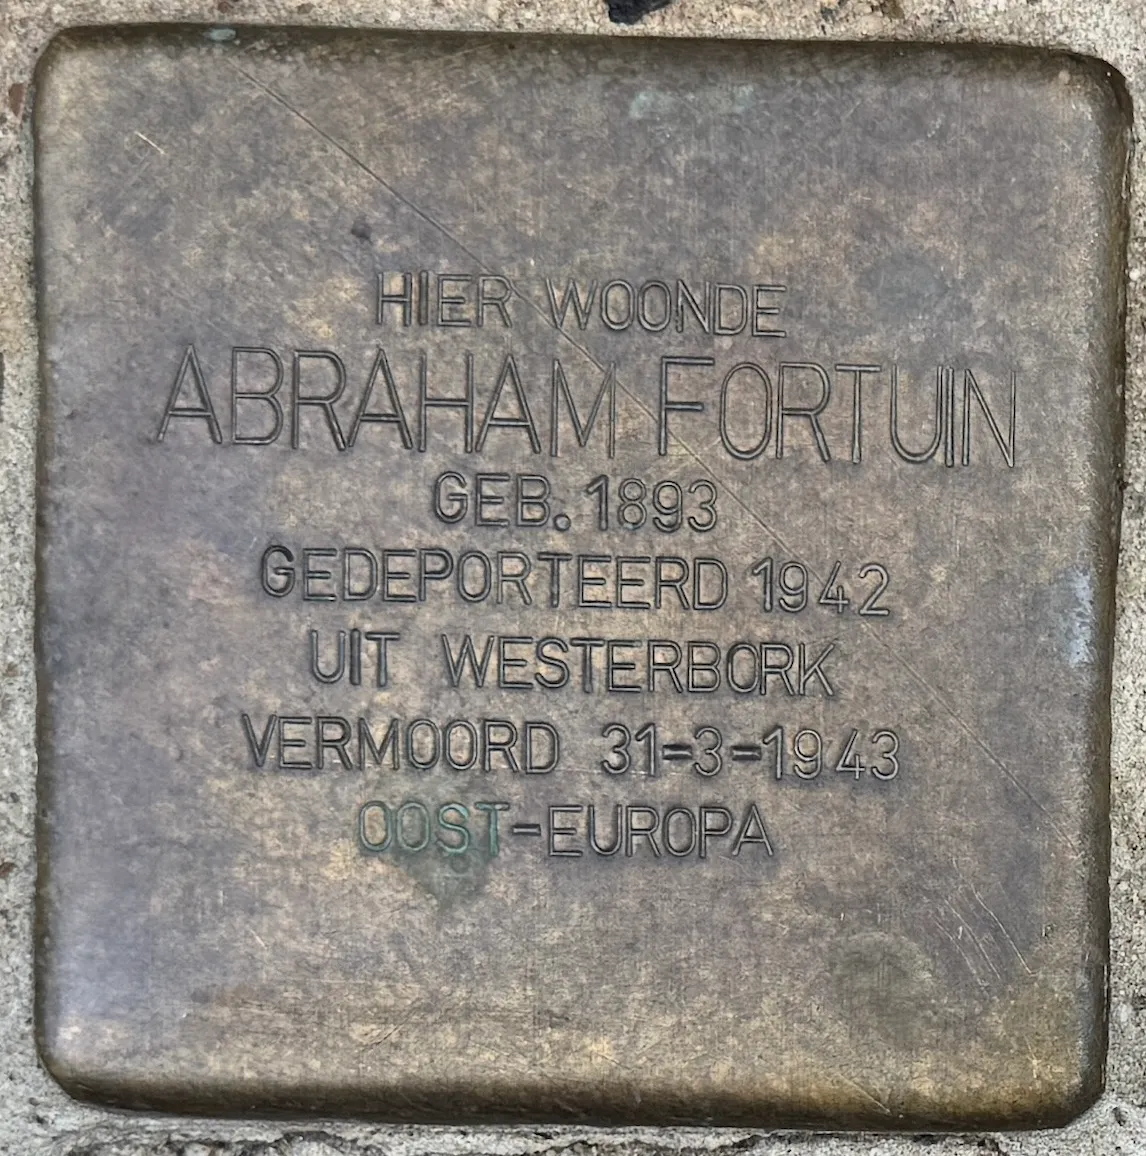 HIER WOONDE
ABRAHAM FORTUIN
GEB. 1893
GEDEPORTEERD 1942
UIT WESTERBORK
VERMOORD 31=3=1943
OOST-EUROPA